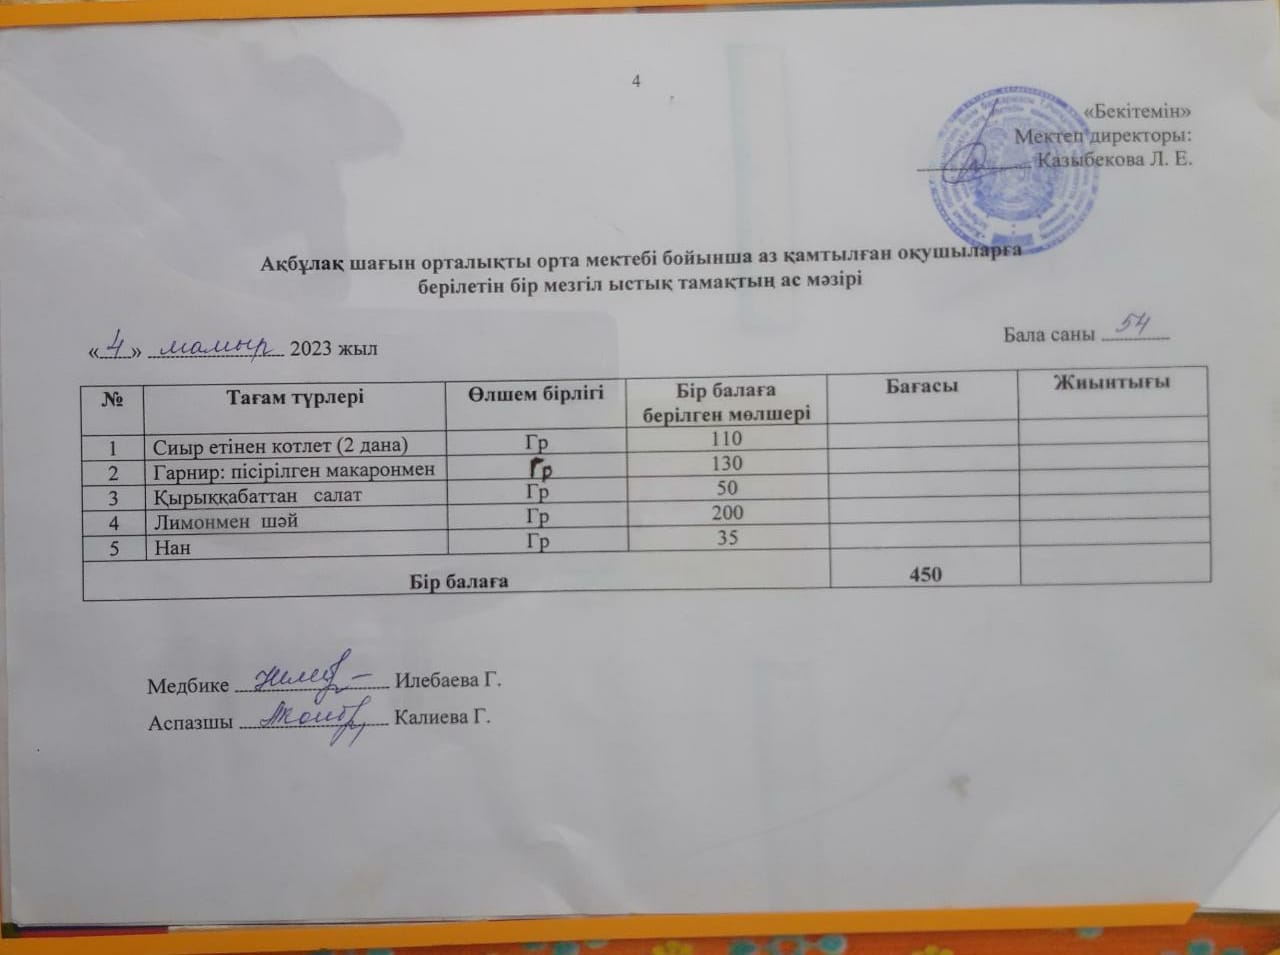 4
«Бекітемін»
Мектеп директоры:
Казыбекова Л. Е.
Ақбұлақ шағын орталықты орта мектебі бойынша аз қамтылған оқушыларға
берілетін бір мезгіл ыстық тамақтың ас мәзірі
«4» мамыр 2023 жыл
Бала саны 54
№ Тағам түрлері Өлшем бірлігі Бір балаға берілген мөлшері Бағасы Жиынтығы
1 Сиыр етінен котлет (2 дана) Гр 110
2 Гарнир: пісірілген макаронмен Гр 130
3 Қырыққабаттан салат Гр 50
4 Лимонмен шәй Гр 200
5 Нан Гр 35
Бір балаға 450
Медбике Илебаева Г.
Аспазшы Калиева Г.